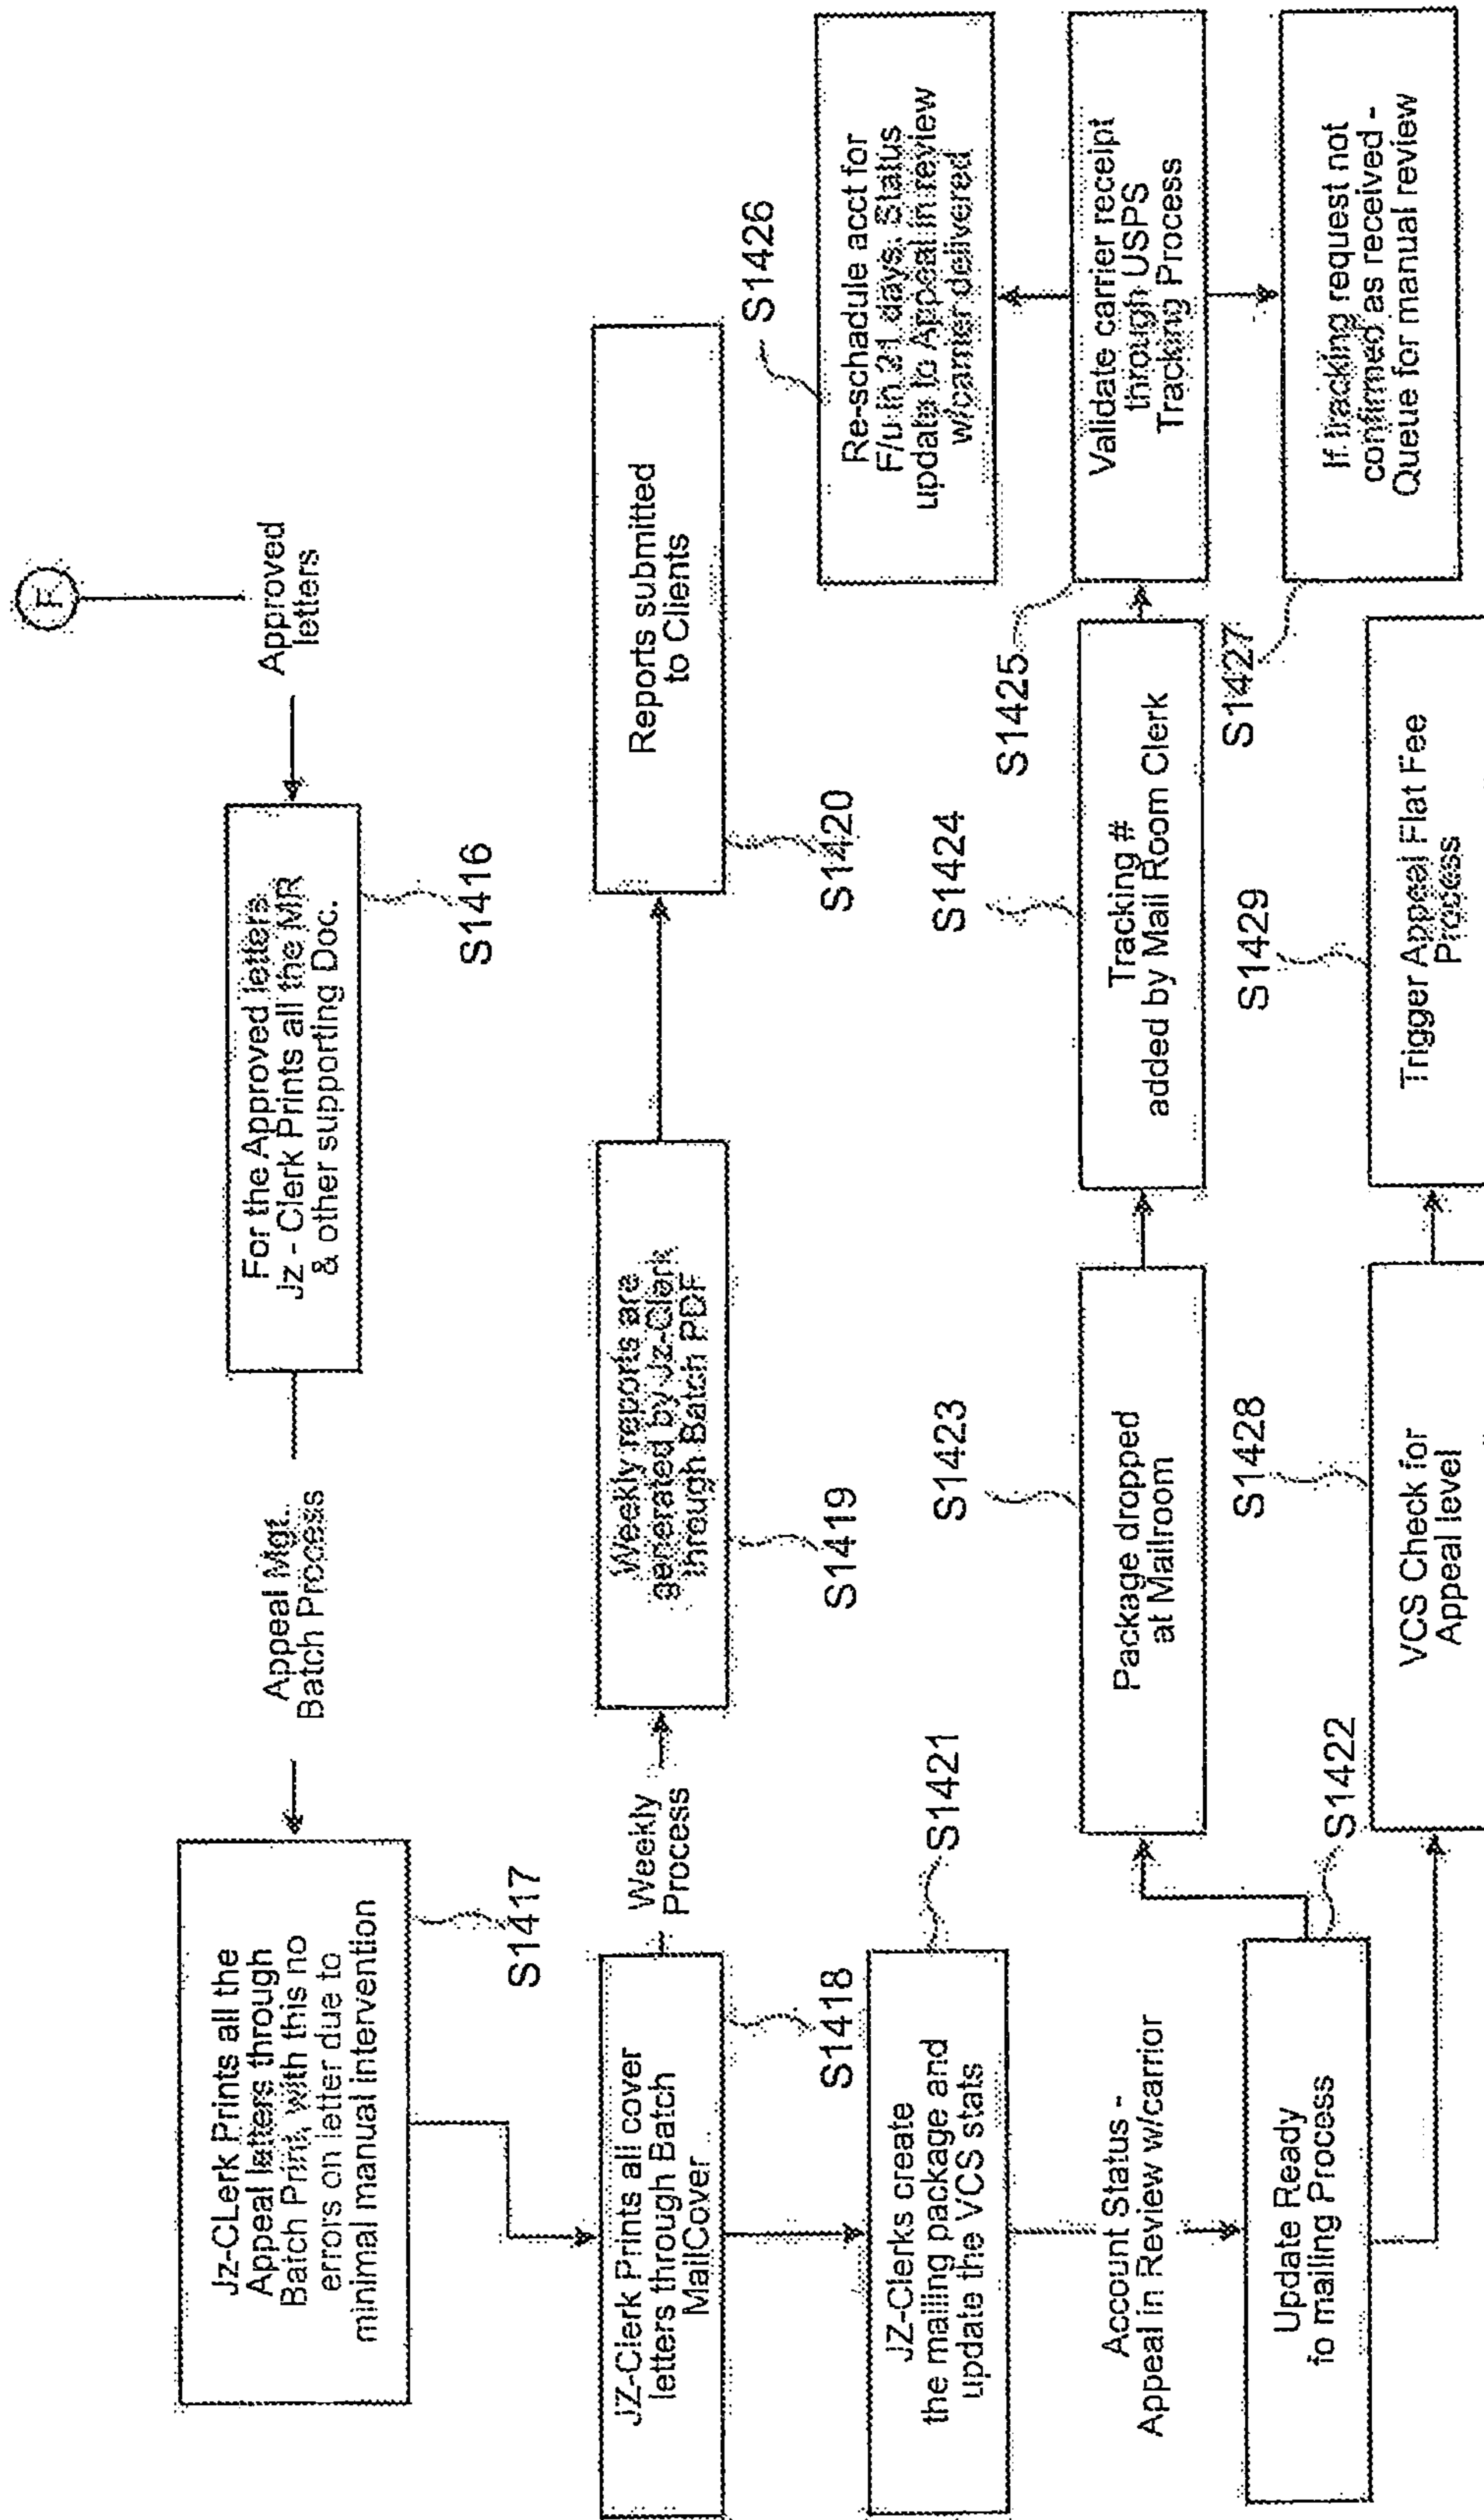 F
Approved
letters
For the Approved letters
Jz - Clerk Prints all the MR
& other supporting Doc.
S1416
Appeal Mgt.
Batch Process
Jz-CLerk Prints all the
Appeal letters through
Batch Print, with this no
errors on letter due to
minimal manual intervention
S1417
JZ-Clerk Prints all cover
letters through Batch
MailCover
S1418
Weekly
Process
Weekly reports are
generated by Jz-Clerk
through Batch PDF
S1419
Reports submitted
to Clients
S1420
JZ-Clerks create
the mailing package and
update the VCS stats
S1421
Account Status -
Appeal in Review w/carrior
Update Ready
to mailing Process
S1422
Package dropped
at Mailroom
S1423
Tracking #
added by Mail Room Clerk
S1424
Validate carrier receipt
through USPS
Tracking Process
S1425
Re-schadule acct for
F/u in 21 days. Status
update to Appeal in review
w/carrier delivered
S1426
If tracking request not
confirmed as received -
Queue for manual review
S1427
VCS Check for
Appeal level
S1428
Trigger Appeal Flat Fee
Process
S1429